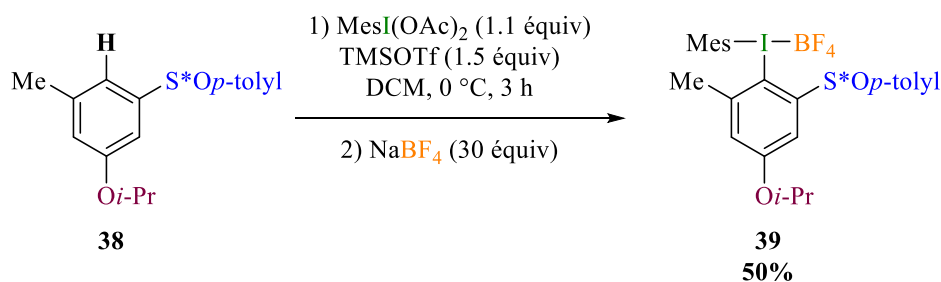 1) MesI(OAc)₂ (1.1 équiv)
TMSOTf (1.5 équiv)
DCM, 0 °C, 3 h
2) NaBF₄ (30 équiv)
H
Me
S*Op-tolyl
Oi-Pr
38
Mes I BF₄
Me
S*Op-tolyl
Oi-Pr
39
50%